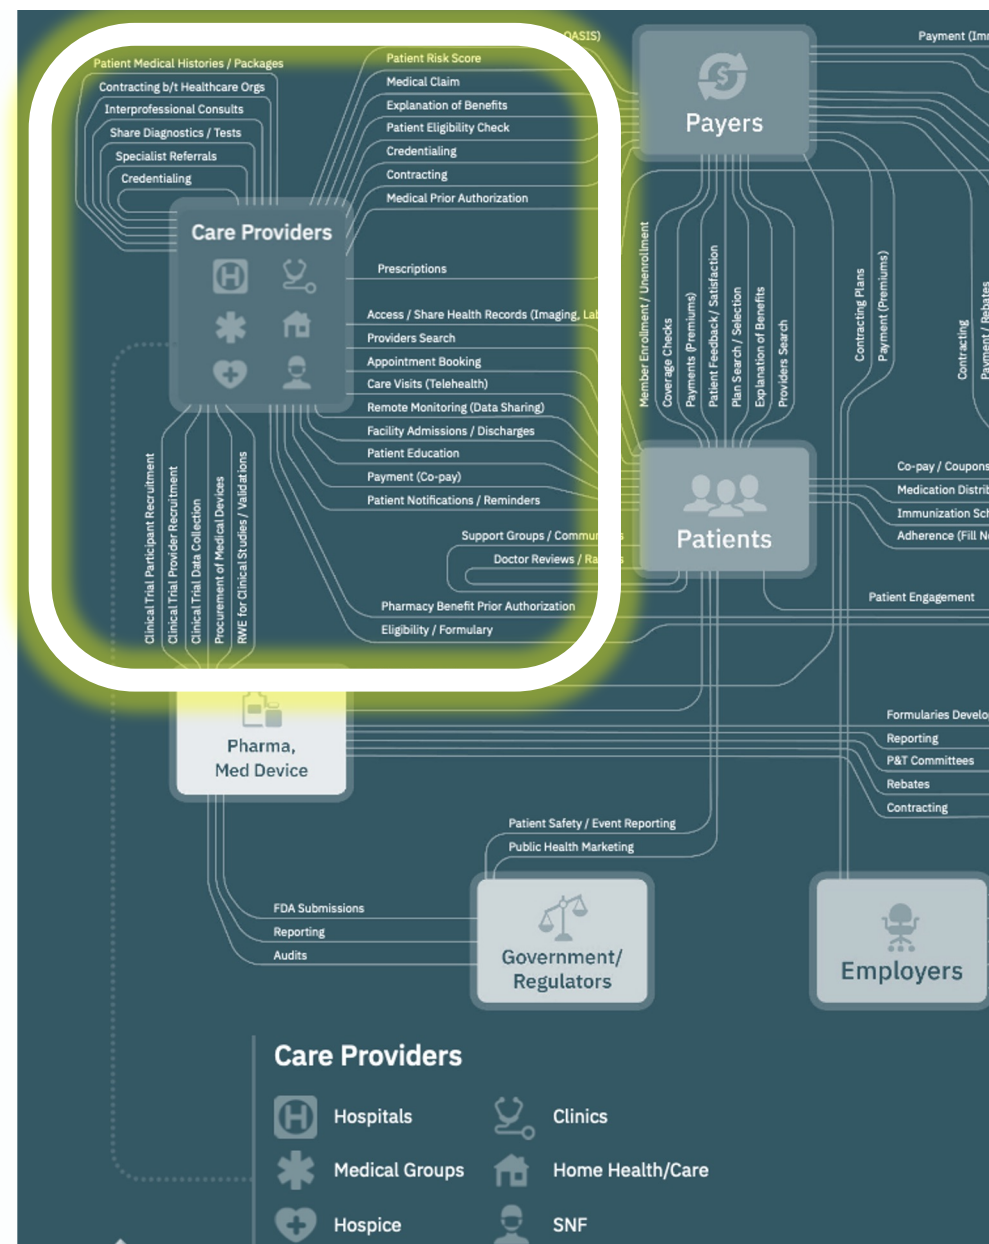 OASIS)
Payment (Imm
Patient Medical Histories / Packages
Contracting b/t Healthcare Orgs
Interprofessional Consults
Share Diagnostics / Tests
Specialist Referrals
Credentialing
Patient Risk Score
Medical Claim
Explanation of Benefits
Patient Eligibility Check
Credentialing
Contracting
Medical Prior Authorization
Payers
Care Providers
Prescriptions
Access / Share Health Records (Imaging, La
Providers Search
Appointment Booking
Care Visits (Telehealth)
Remote Monitoring (Data Sharing)
Facility Admissions / Discharges
Patient Education
Payment (Co-pay)
Patient Notifications / Reminders
Member Enrollment / Unenrollment
Coverage Checks
Payments (Premiums)
Patient Feedback / Satisfaction
Plan Search / Selection
Explanation of Benefits
Providers Search
Contracting Plans
Payment (Premiums)
Contracting
Payment / Rebates
Clinical Trial Participant Recruitment
Clinical Trial Provider Recruitment
Clinical Trial Data Collection
Procurement of Medical Devices
RWE for Clinical Studies / Validations
Support Groups / Commu
Doctor Reviews / Ra
Patients
Co-pay / Coupons
Medication Distrib
Immunization Sch
Adherence (Fill No
Pharmacy Benefit Prior Authorization
Eligibility / Formulary
Patient Engagement
Pharma,
Med Device
Formularies Develo
Reporting
P&T Committees
Rebates
Contracting
Patient Safety / Event Reporting
Public Health Marketing
FDA Submissions
Reporting
Audits
Government/
Regulators
Employers
Care Providers
H Hospitals
Clinics
Medical Groups
Home Health/Care
Hospice
SNF